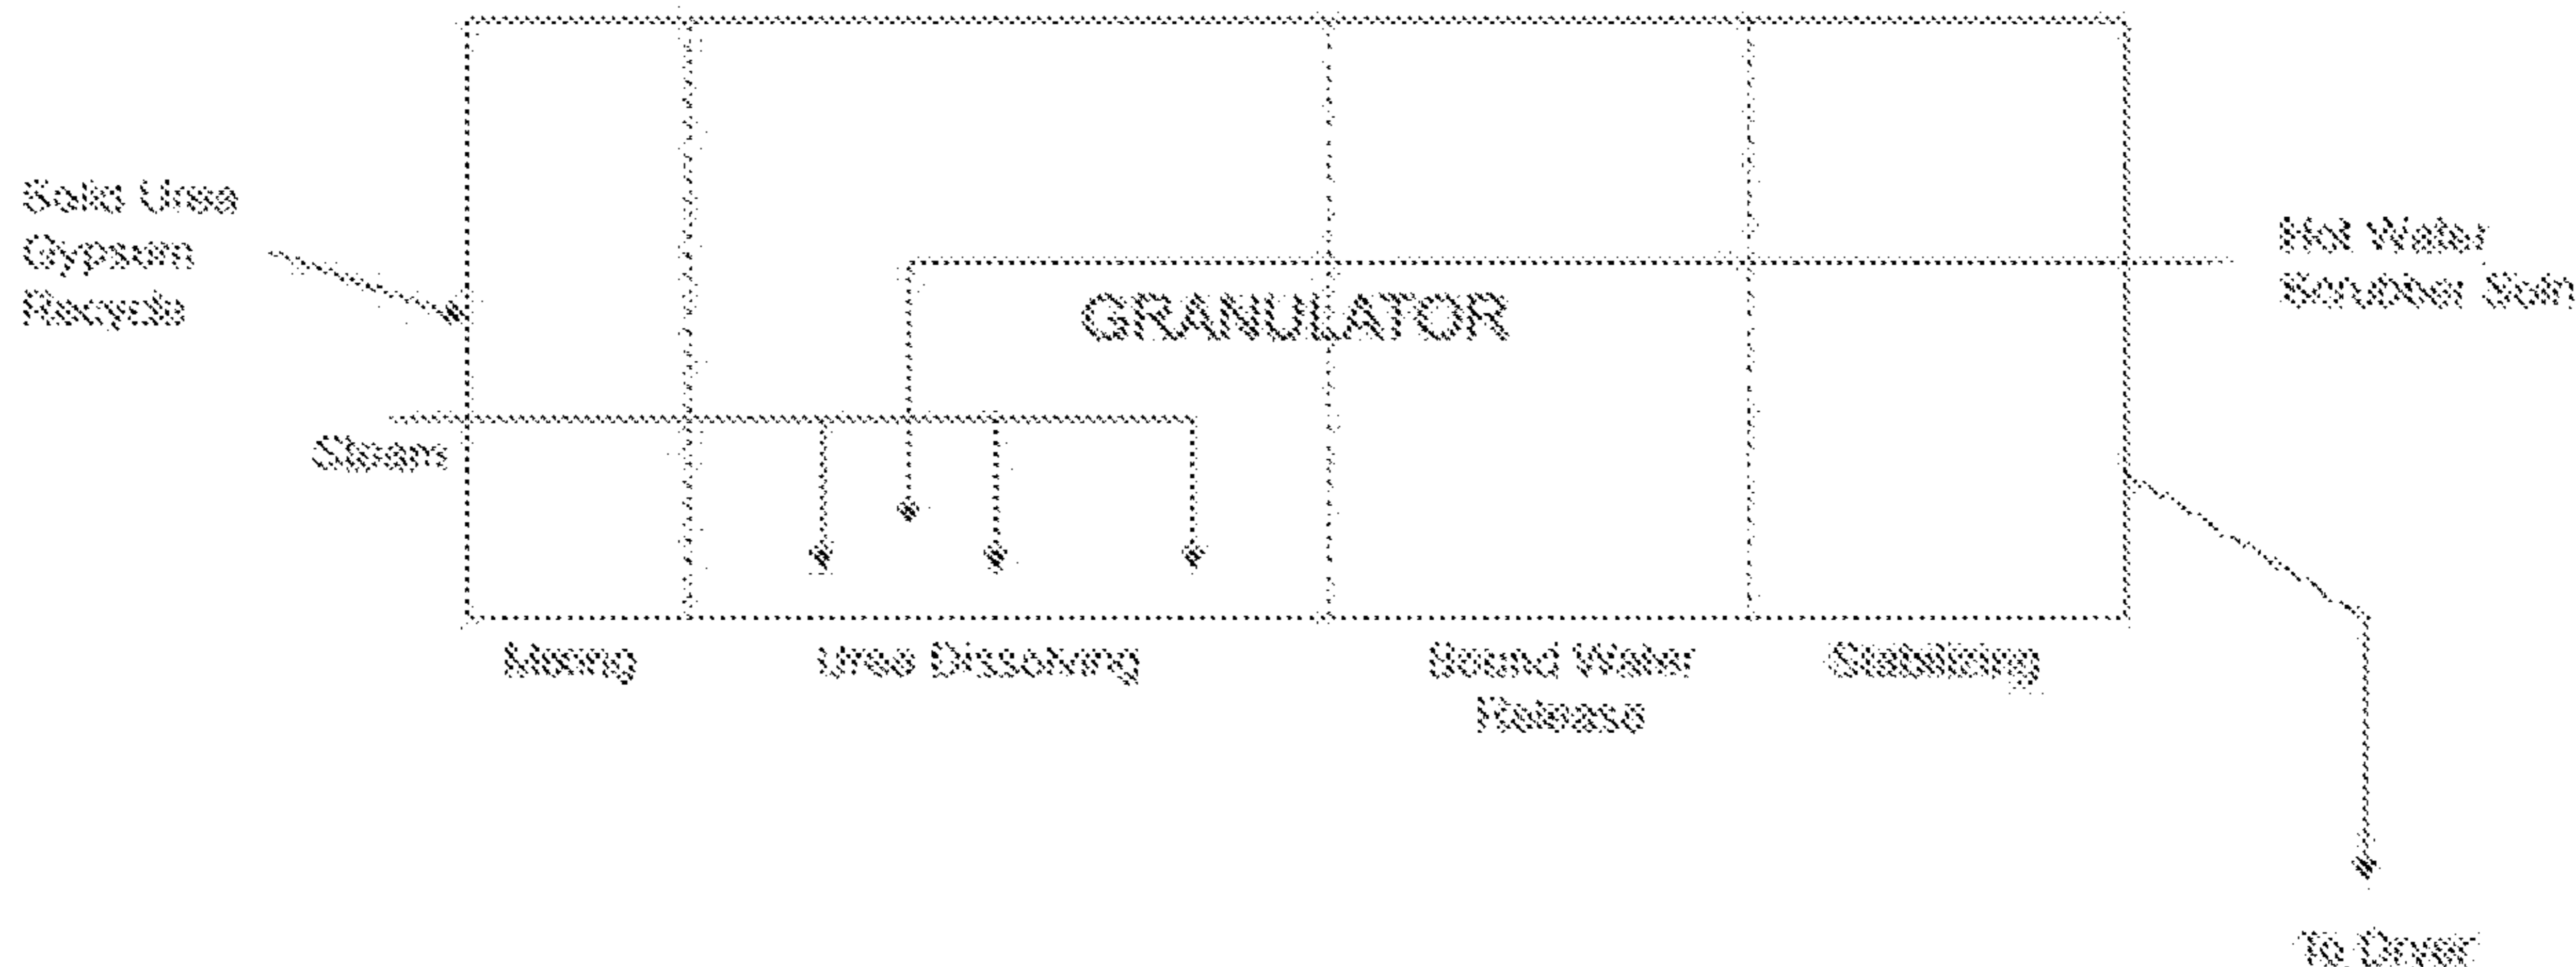 Solid Urea
Gypsum
Recycle
Hot Water
Scrubber Soln
GRANULATOR
Steam
Mixing
Urea Dissolving
Bound Water
Release
Stabilizing
To Dryer